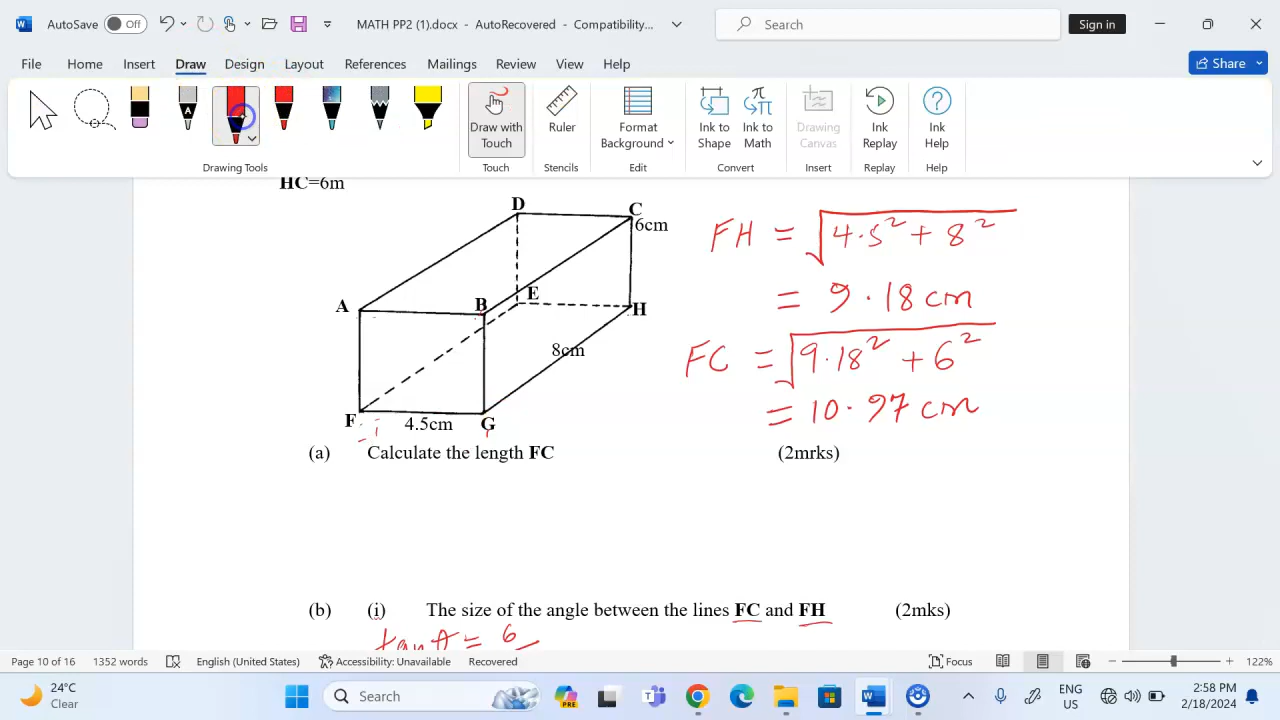 AutoSave Off MATH PP2 (1).docx - AutoRecovered - Compatibility... Search Sign in
File Home Insert Draw Design Layout References Mailings Review View Help Share
Draw with Touch
Ruler
Format Background
Ink to Shape
Ink to Math
Drawing Canvas
Ink Replay
Ink Help
Drawing Tools Touch Stencils Edit Convert Insert Replay Help
HC=6m
D C
6cm
A B E H
8cm
F 4.5cm G
FH = √4.5² + 8²
= 9.18 cm
FC = √9.18² + 6²
= 10.97 cm
(a) Calculate the length FC (2mrks)
(b) (i) The size of the angle between the lines FC and FH (2mks)
tan θ = 6
Page 10 of 16 1352 words English (United States) Accessibility: Unavailable Recovered Focus 122%
24°C
Clear
Search
PRE
ENG
US
2:58 PM
2/18/2024